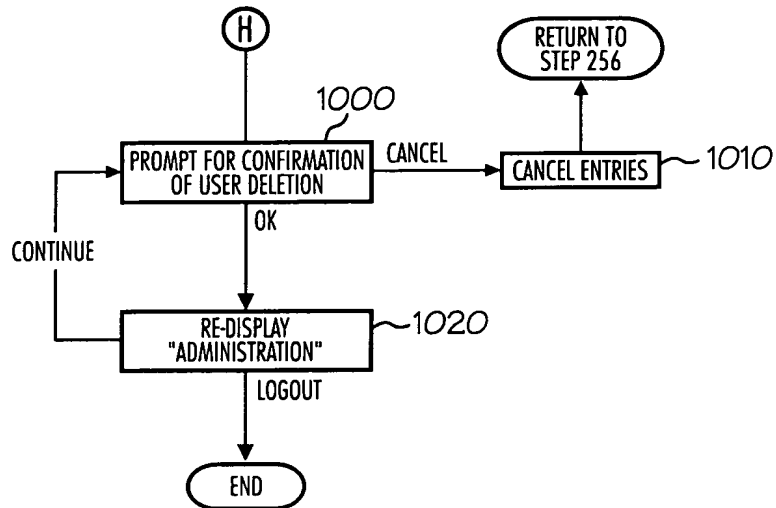 H
RETURN TO
STEP 256
1000
PROMPT FOR CONFIRMATION
OF USER DELETION
CANCEL
CANCEL ENTRIES
1010
OK
CONTINUE
RE-DISPLAY
"ADMINISTRATION"
1020
LOGOUT
END